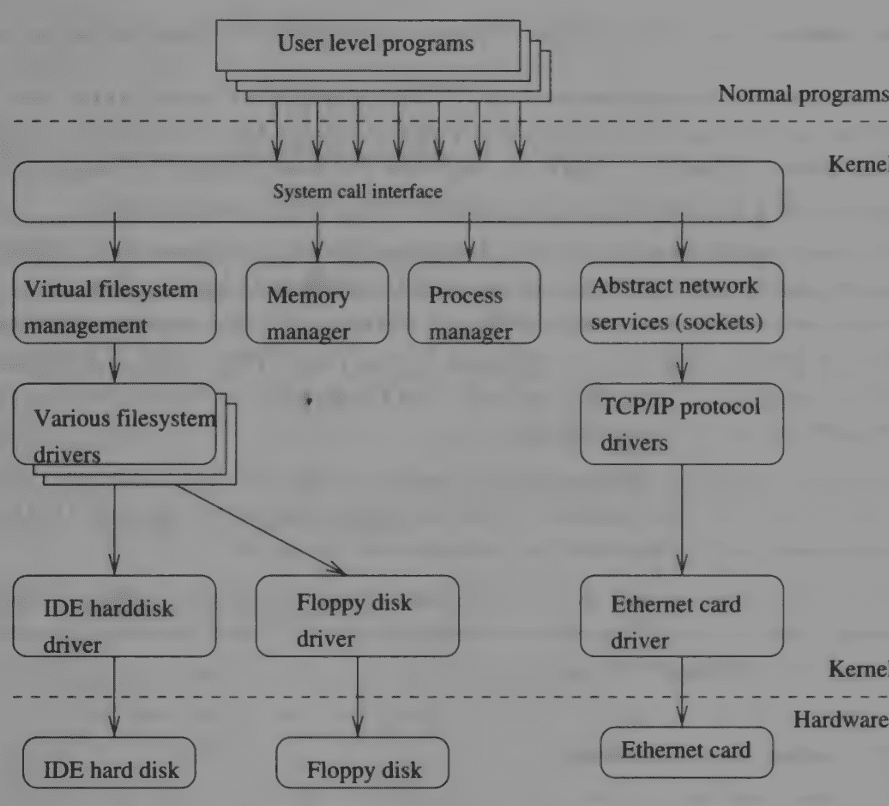 User level programs
Normal programs
Kernel
System call interface
Virtual filesystem
management
Memory
manager
Process
manager
Abstract network
services (sockets)
Various filesystem
drivers
TCP/IP protocol
drivers
IDE harddisk
driver
Floppy disk
driver
Ethernet card
driver
Kernel
Hardware
IDE hard disk
Floppy disk
Ethernet card